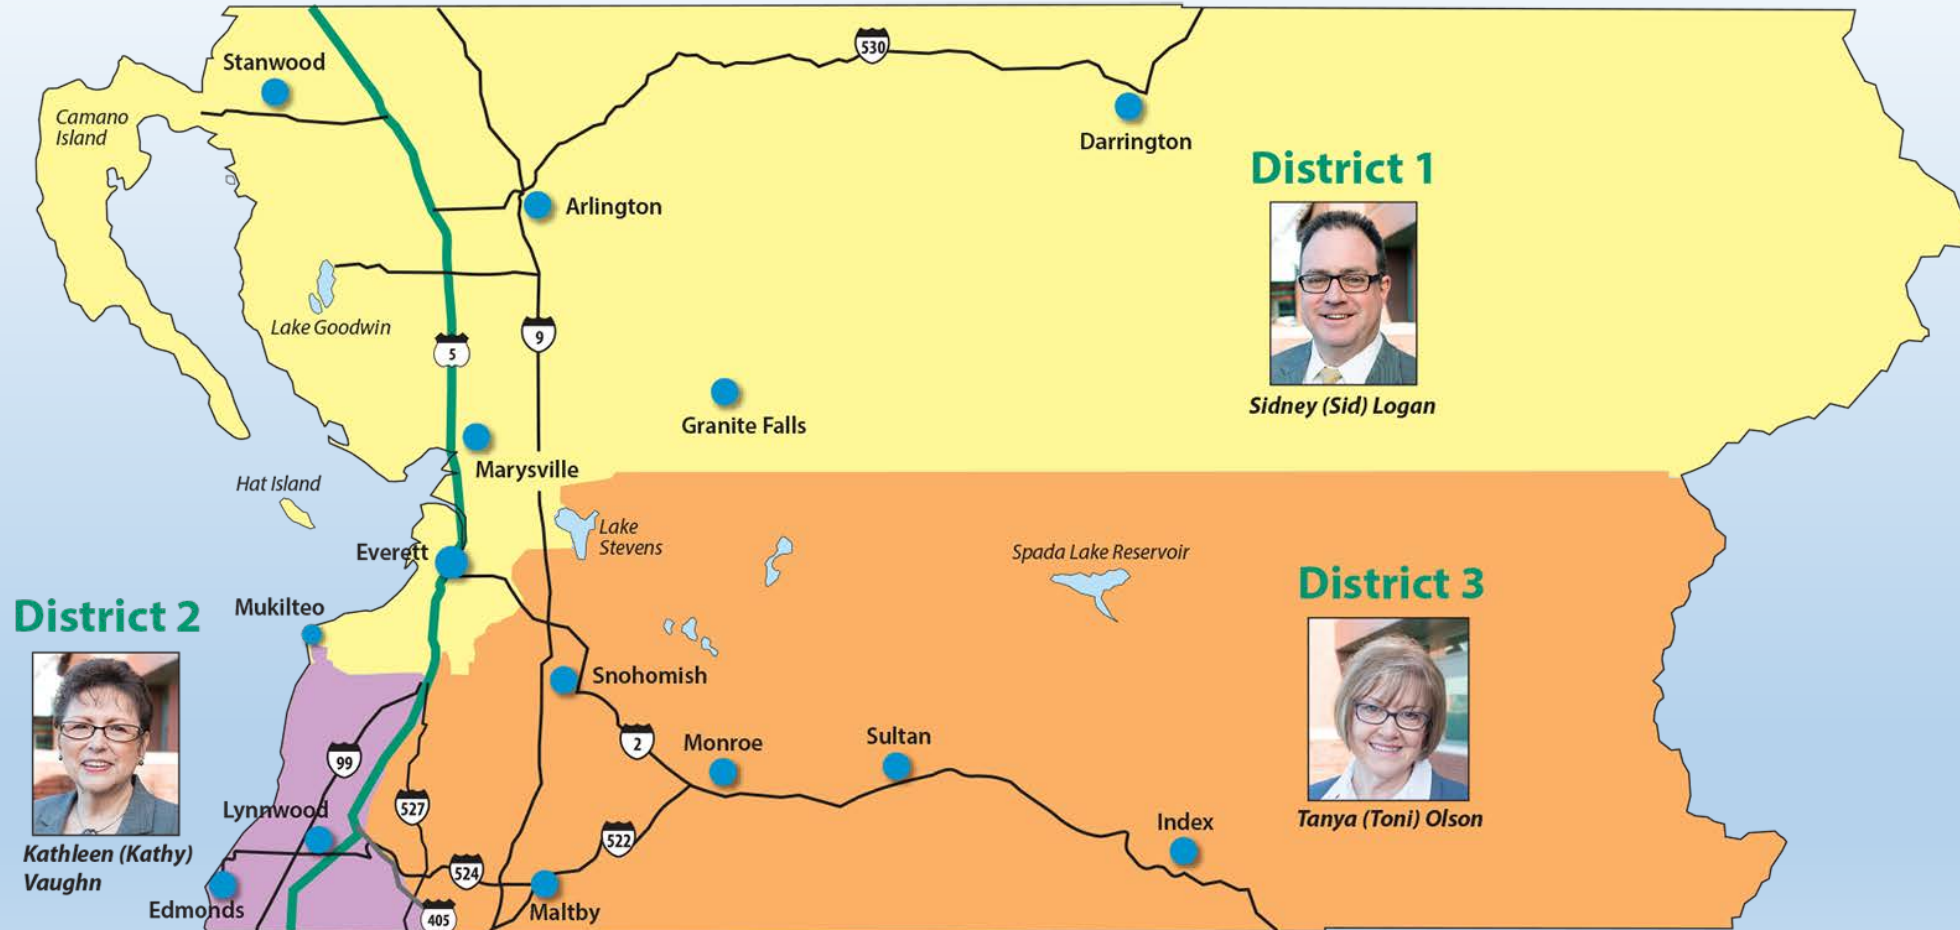 530
Stanwood
Camano
Island
Darrington
District 1
Arlington
Sidney (Sid) Logan
Lake Goodwin
5
9
Granite Falls
Marysville
Hat Island
Lake
Stevens
Everett
Spada Lake Reservoir
District 3
Tanya (Toni) Olson
Mukilteo
District 2
Kathleen (Kathy)
Vaughn
Snohomish
2
Monroe
Sultan
99
Lynnwood
527
522
Index
524
Edmonds
405
Maltby